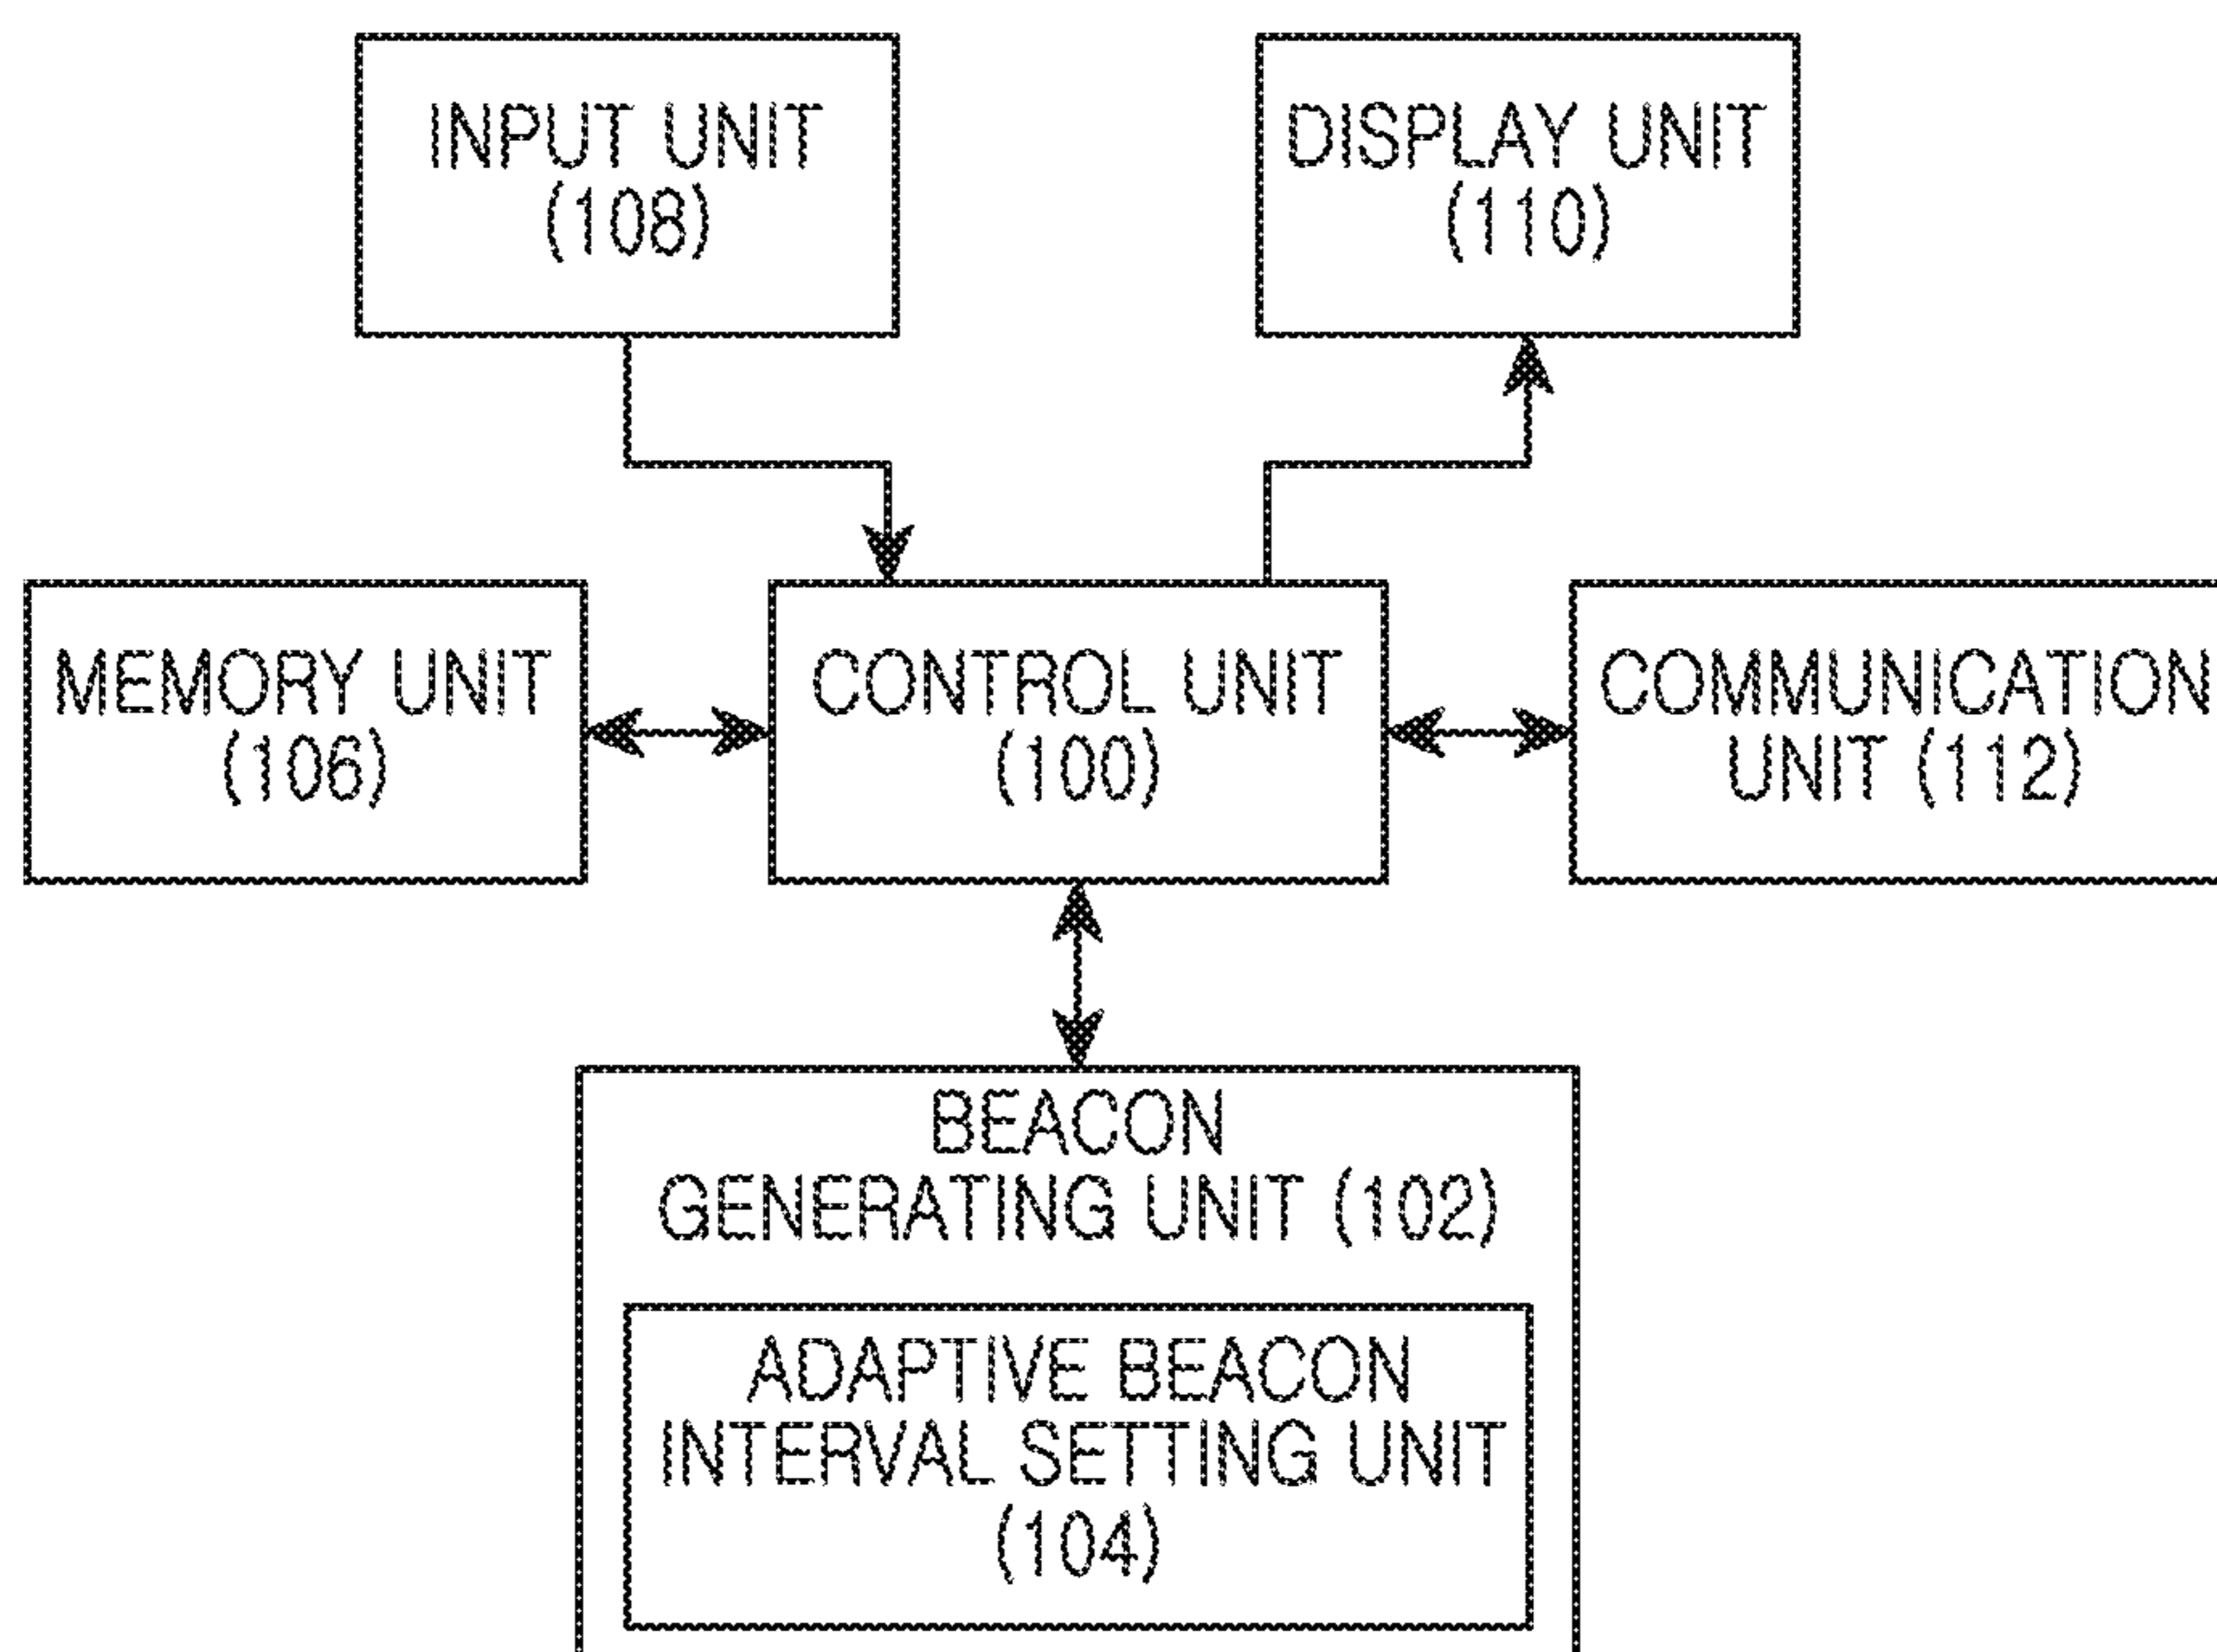 INPUT UNIT
(108)
DISPLAY UNIT
(110)
MEMORY UNIT
(106)
CONTROL UNIT
(100)
COMMUNICATION
UNIT (112)
BEACON
GENERATING UNIT (102)
ADAPTIVE BEACON
INTERVAL SETTING UNIT
(104)